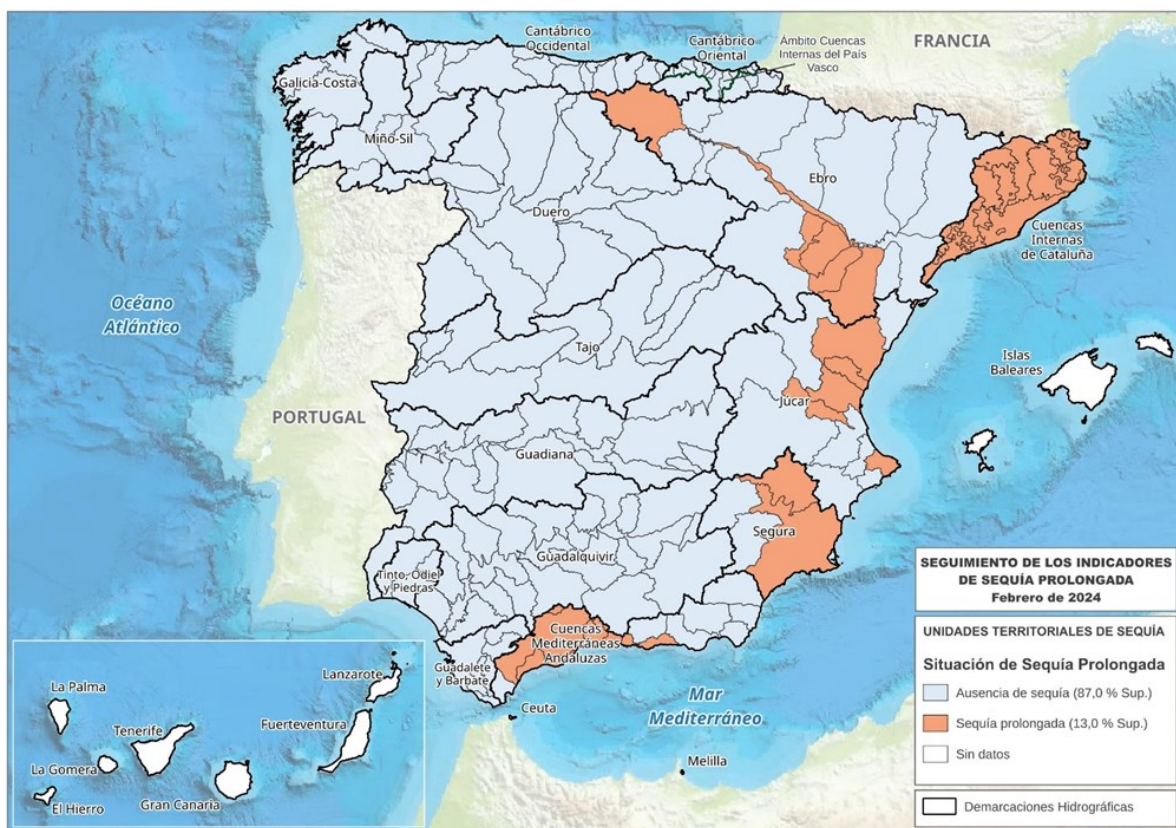 Cantábrico
Occidental
Cantábrico
Oriental
Ámbito Cuencas
Internas del País
Vasco
FRANCIA
Galicia-Costa
Miño-Sil
Ebro
Duero
Cuencas
Internas
de Cataluña
Océano
Atlántico
Tajo
Islas
Baleares
PORTUGAL
Júcar
Guadiana
Segura
Guadalquivir
Tinto, Odiel
y Piedras
Cuencas
Mediterráneas
Andaluzas
Guadalete
y Barbate
Ceuta
Mar
Mediterráneo
Melilla
La Palma
Lanzarote
Tenerife
Fuerteventura
La Gomera
El Hierro
Gran Canaria
SEGUIMIENTO DE LOS INDICADORES
DE SEQUÍA PROLONGADA
Febrero de 2024
UNIDADES TERRITORIALES DE SEQUÍA
Situación de Sequía Prolongada
Ausencia de sequía (87,0 % Sup.)
Sequía prolongada (13,0 % Sup.)
Sin datos
Demarcaciones Hidrográficas